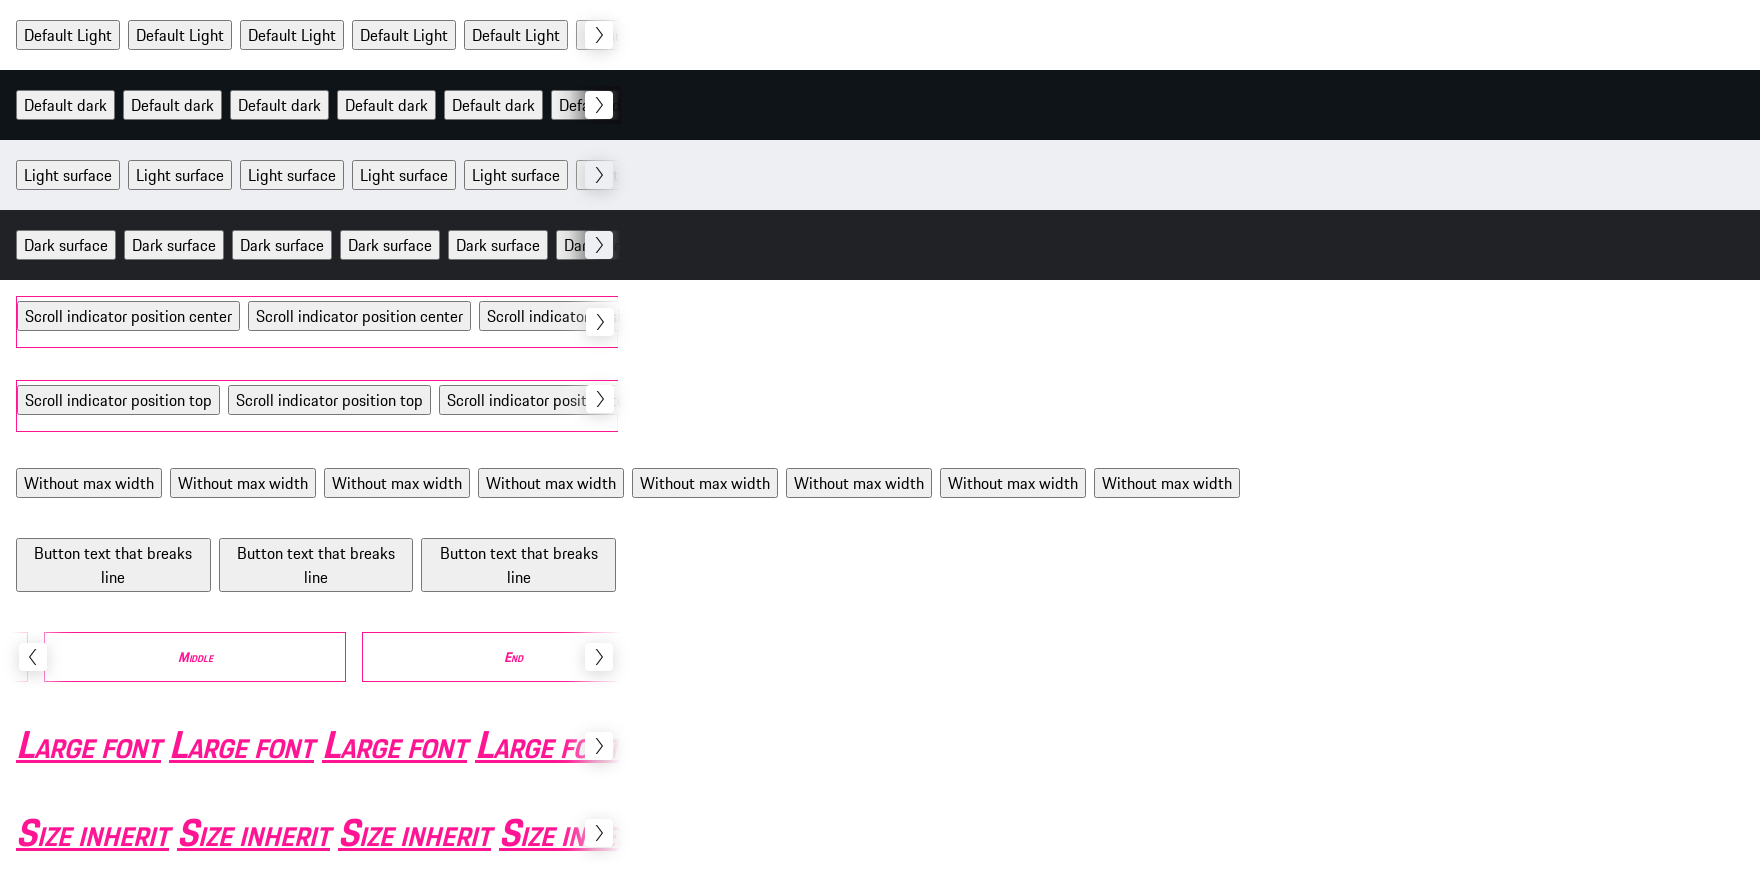 Default Light Default Light Default Light Default Light Default Light
Default dark Default dark Default dark Default dark Default dark Defa
Light surface Light surface Light surface Light surface Light surface
Dark surface Dark surface Dark surface Dark surface Dark surface Da
Scroll indicator position center Scroll indicator position center Scroll indicator
Scroll indicator position top Scroll indicator position top Scroll indicator posit
Without max width Without max width Without max width Without max width Without max width Without max width Without max width Without max width
Button text that breaks line Button text that breaks line Button text that breaks line
Middle End
Large font Large font Large font Large font
Size inherit Size inherit Size inherit Size in